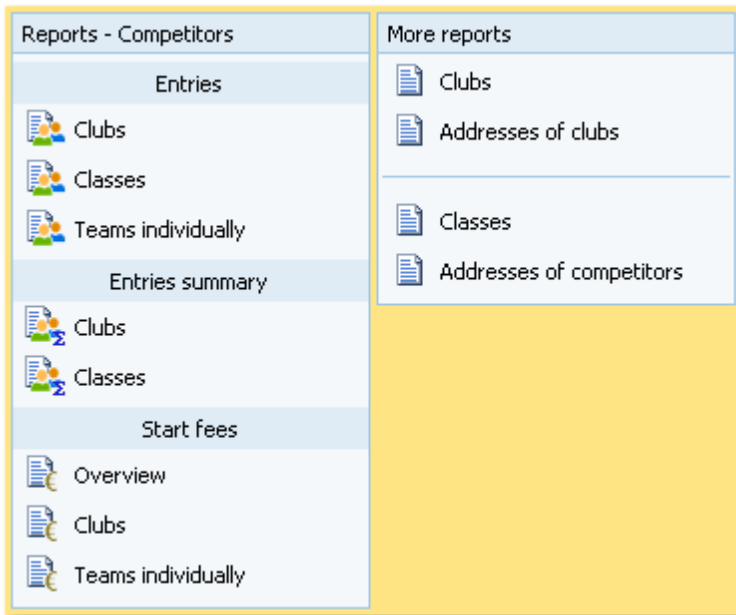 Reports - Competitors
Entries
Clubs
Classes
Teams individually
Entries summary
Clubs
Classes
Start fees
Overview
Clubs
Teams individually
More reports
Clubs
Addresses of clubs
Classes
Addresses of competitors